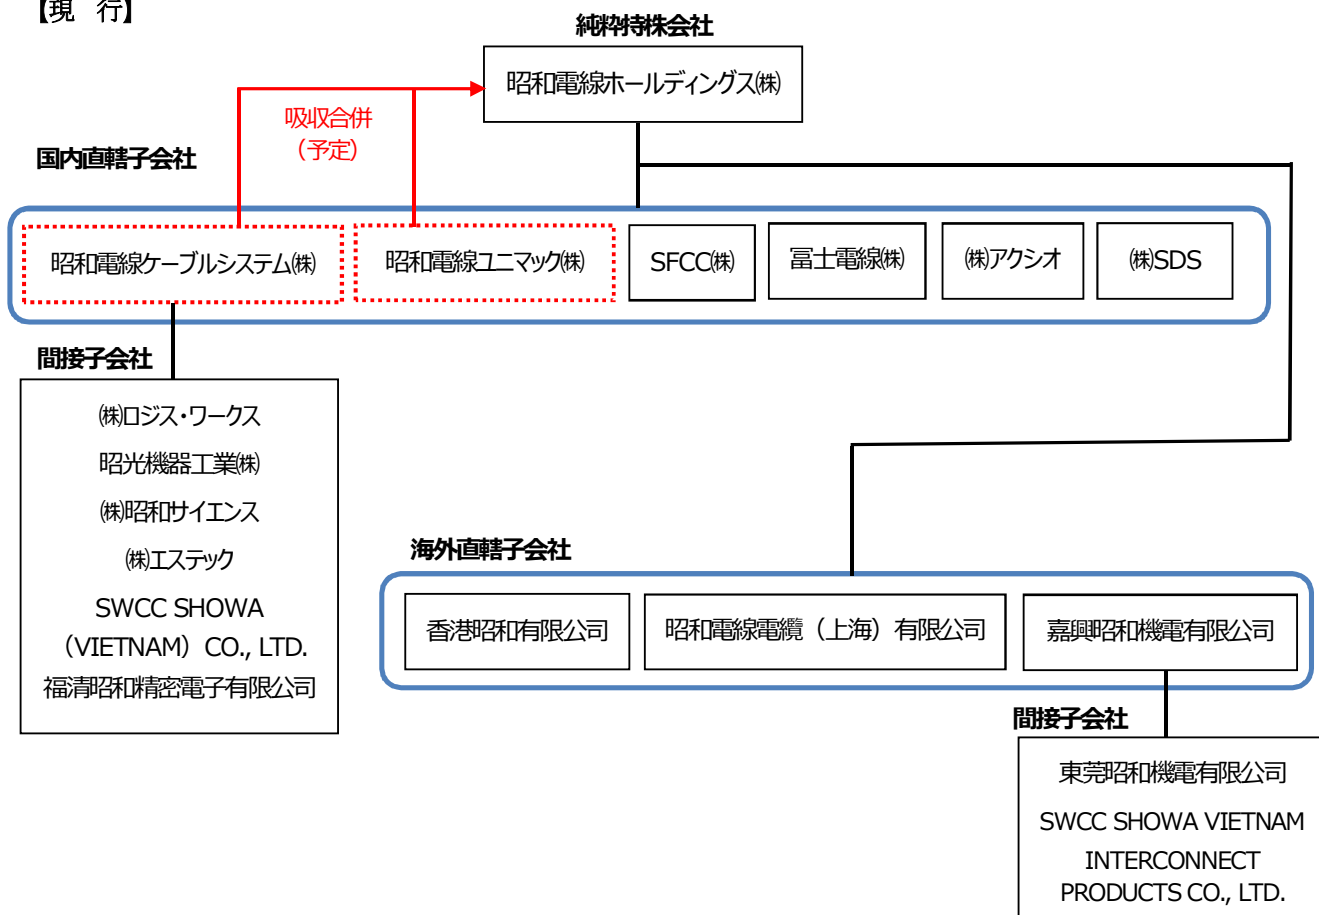 【現 行】
純粋持株会社
昭和電線ホールディングス㈱
吸収合併
（予定）
国内直轄子会社
昭和電線ケーブルシステム㈱
昭和電線ユニマック㈱
SFCC㈱
冨士電線㈱
㈱アクシオ
㈱SDS
間接子会社
㈱ロジス・ワークス
昭光機器工業㈱
㈱昭和サイエンス
㈱エステック
SWCC SHOWA
（VIETNAM）CO., LTD.
福清昭和精密電子有限公司
海外直轄子会社
香港昭和有限公司
昭和電線電纜（上海）有限公司
嘉興昭和機電有限公司
間接子会社
東莞昭和機電有限公司
SWCC SHOWA VIETNAM
INTERCONNECT
PRODUCTS CO., LTD.